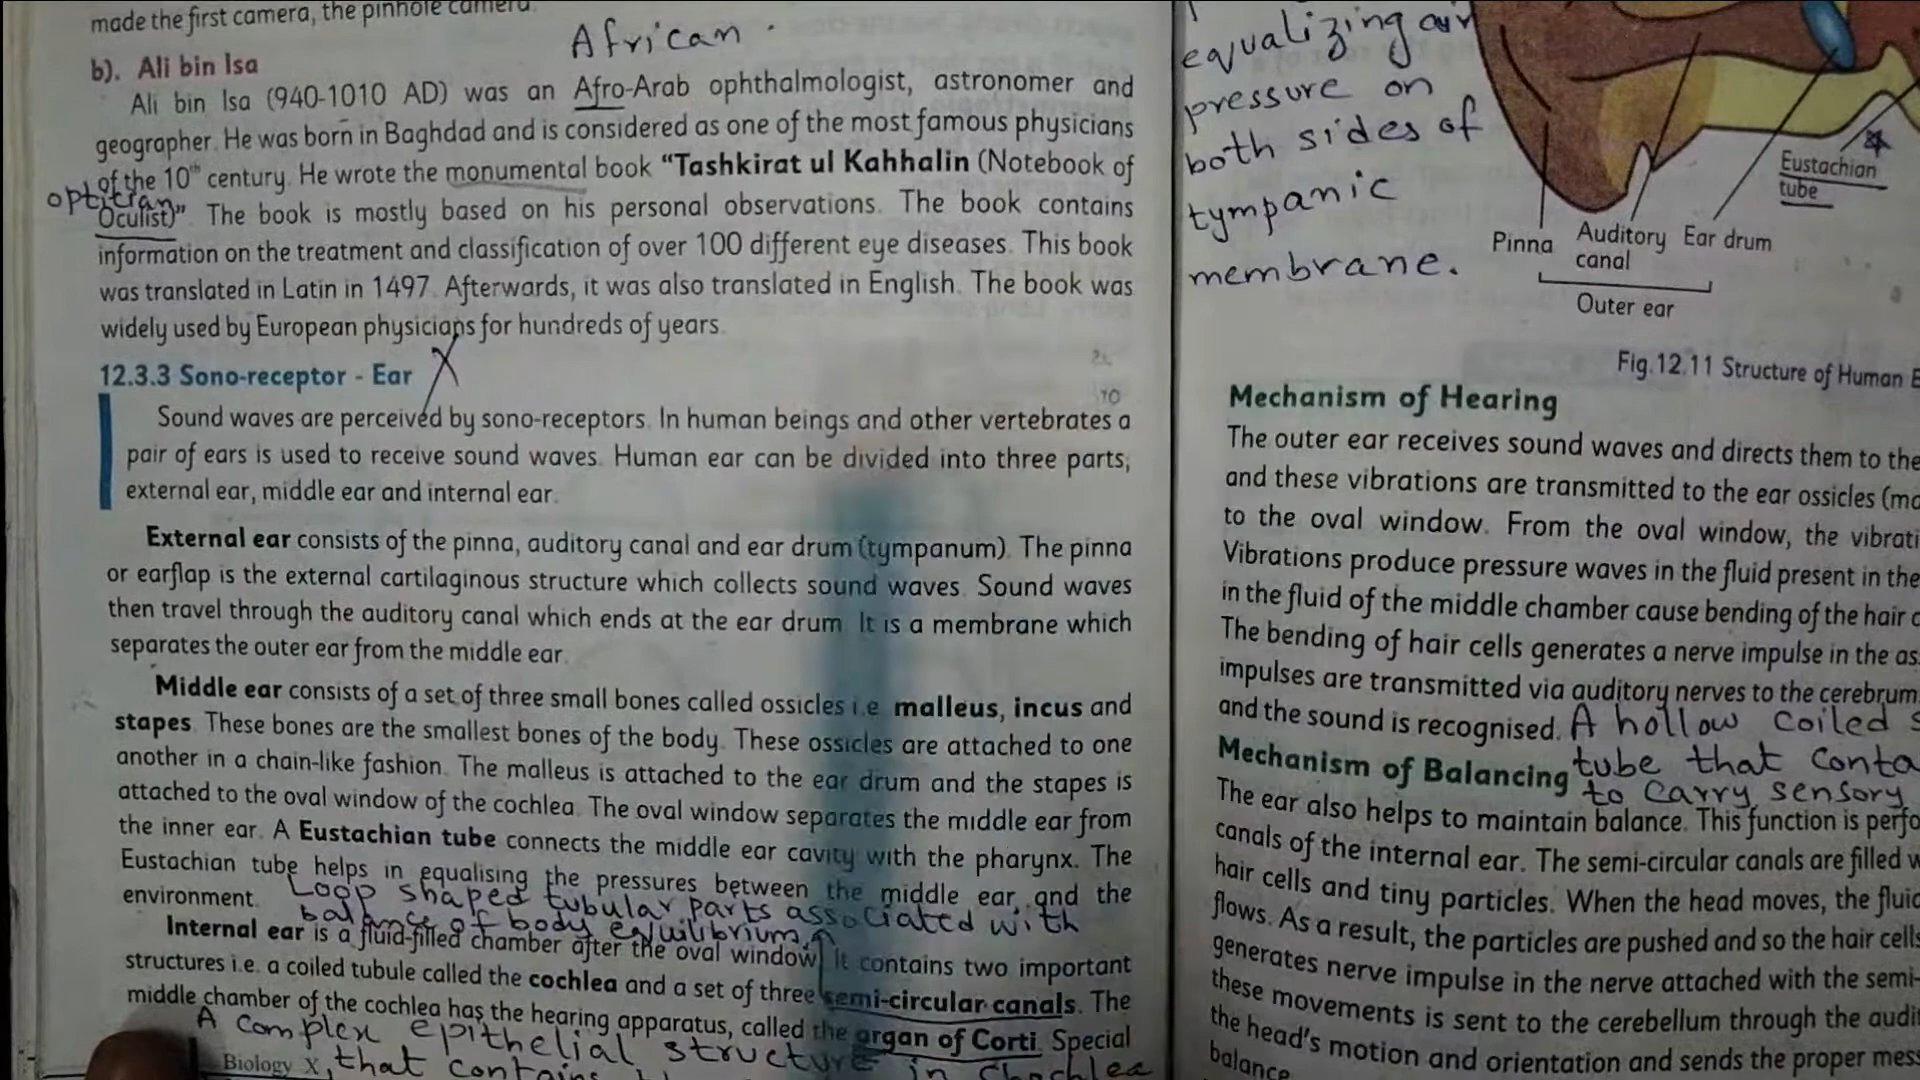 made the first camera, the pinhole camera.
African.
b). Ali bin Isa
Ali bin Isa (940-1010 AD) was an Afro-Arab ophthalmologist, astronomer and
geographer. He was born in Baghdad and is considered as one of the most famous physicians
of the 10th century. He wrote the monumental book “Tashkirat ul Kahhalin (Notebook of
optitian
Oculist)”. The book is mostly based on his personal observations. The book contains
information on the treatment and classification of over 100 different eye diseases. This book
was translated in Latin in 1497. Afterwards, it was also translated in English. The book was
widely used by European physicians for hundreds of years.
12.3.3 Sono-receptor - Ear
Sound waves are perceived by sono-receptors. In human beings and other vertebrates a
pair of ears is used to receive sound waves. Human ear can be divided into three parts;
external ear, middle ear and internal ear.
External ear consists of the pinna, auditory canal and ear drum (tympanum). The pinna
or earflap is the external cartilaginous structure which collects sound waves. Sound waves
then travel through the auditory canal which ends at the ear drum. It is a membrane which
separates the outer ear from the middle ear.
Middle ear consists of a set of three small bones called ossicles i.e. malleus, incus and
stapes. These bones are the smallest bones of the body. These ossicles are attached to one
another in a chain-like fashion. The malleus is attached to the ear drum and the stapes is
attached to the oval window of the cochlea. The oval window separates the middle ear from
the inner ear. A Eustachian tube connects the middle ear cavity with the pharynx. The
Eustachian tube helps in equalising the pressures between the middle ear, and the
environment.
Loop shaped tubular parts associated with
balance of body equilibrium.
Internal ear is a fluid-filled chamber after the oval window. It contains two important
structures i.e. a coiled tubule called the cochlea and a set of three semi-circular canals. The
middle chamber of the cochlea has the hearing apparatus, called the organ of Corti. Special
A complex epithelial structure in Chochlea
Biology X, that contains
equalizing air
pressure on
both sides of
tympanic
membrane.
Eustachian
tube
Pinna
Auditory
canal
Ear drum
Outer ear
Fig.12.11 Structure of Human E
Mechanism of Hearing
The outer ear receives sound waves and directs them to the
and these vibrations are transmitted to the ear ossicles (ma
to the oval window. From the oval window, the vibrati
Vibrations produce pressure waves in the fluid present in the
in the fluid of the middle chamber cause bending of the hair c
The bending of hair cells generates a nerve impulse in the as
impulses are transmitted via auditory nerves to the cerebrum
and the sound is recognised. A hollow coiled s
tube that conta
Mechanism of Balancing to carry sensory
The ear also helps to maintain balance. This function is perfo
canals of the internal ear. The semi-circular canals are filled w
hair cells and tiny particles. When the head moves, the fluid
flows. As a result, the particles are pushed and so the hair cells
generates nerve impulse in the nerve attached with the semi-
these movements is sent to the cerebellum through the audit
the head's motion and orientation and sends the proper mess
balance.